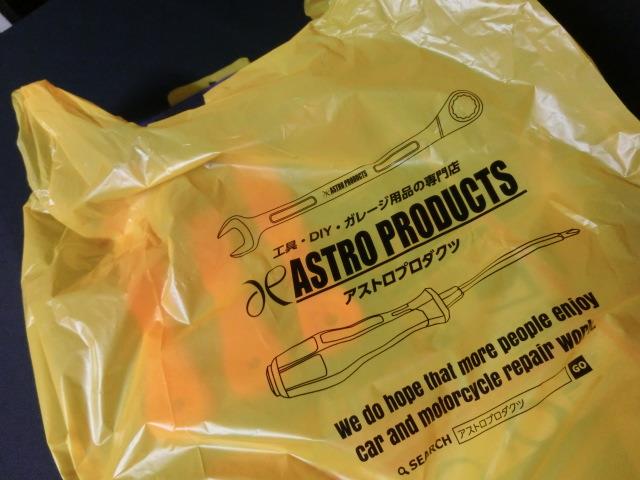 ASTRO PRODUCTS
工具・DIY・ガレージ用品の専門店
ASTRO PRODUCTS
アストロプロダクツ
We do hope that more people enjoy
car and motorcycle repair work.
SEARCH アストロプロダクツ GO